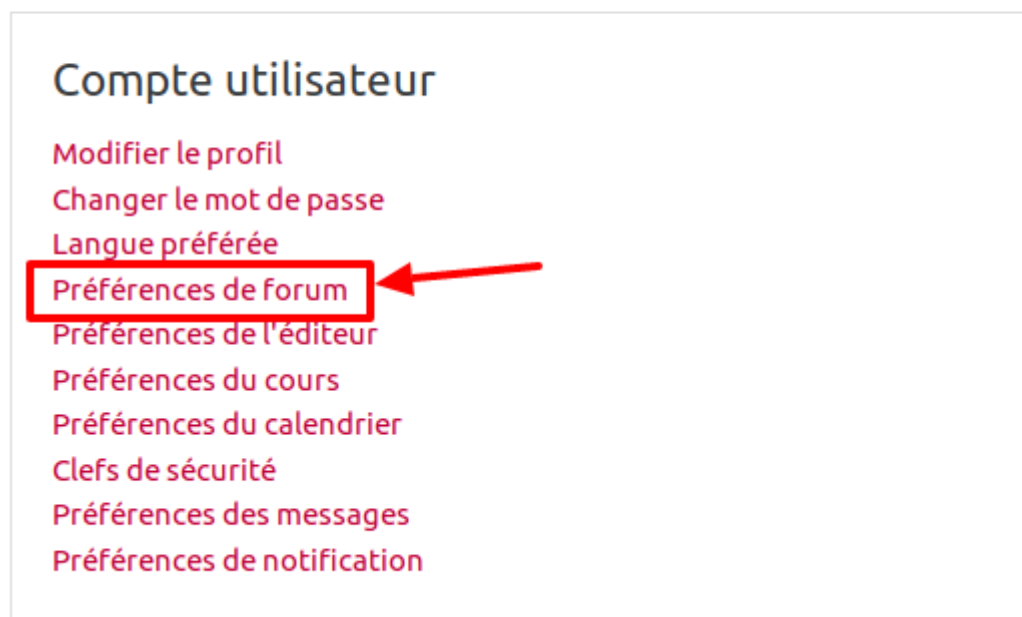 Compte utilisateur
Modifier le profil
Changer le mot de passe
Langue préférée
Préférences de forum
Préférences de l'éditeur
Préférences du cours
Préférences du calendrier
Clefs de sécurité
Préférences des messages
Préférences de notification